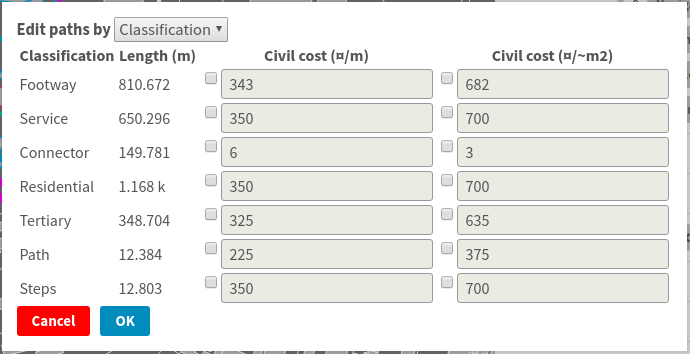 Edit paths by Classification ▼
Classification Length (m) Civil cost (¤/m) Civil cost (¤/~m2)
Footway 810.672 343 682
Service 650.296 350 700
Connector 149.781 6 3
Residential 1.168 k 350 700
Tertiary 348.704 325 635
Path 12.384 225 375
Steps 12.803 350 700
Cancel OK